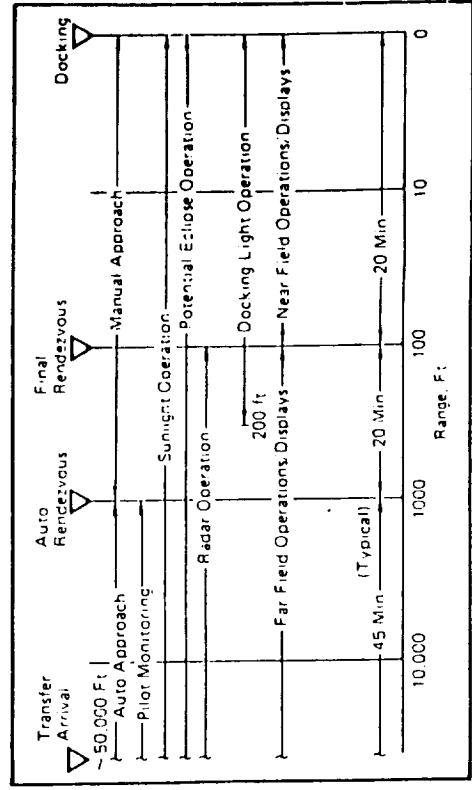 Transfer
Arrival
Auto
Rendezvous
Final
Rendezvous
Docking
~50,000 Ft
Auto Approach
Manual Approach
Pilot Monitoring
Sunlight Operation
Potential Eclipse Operation
Radar Operation
200 ft
Docking Light Operation
Far Field Operations/Displays
Near Field Operations/Displays
45 Min
(Typical)
20 Min
20 Min
10,000
1000
100
10
0
Range, Ft